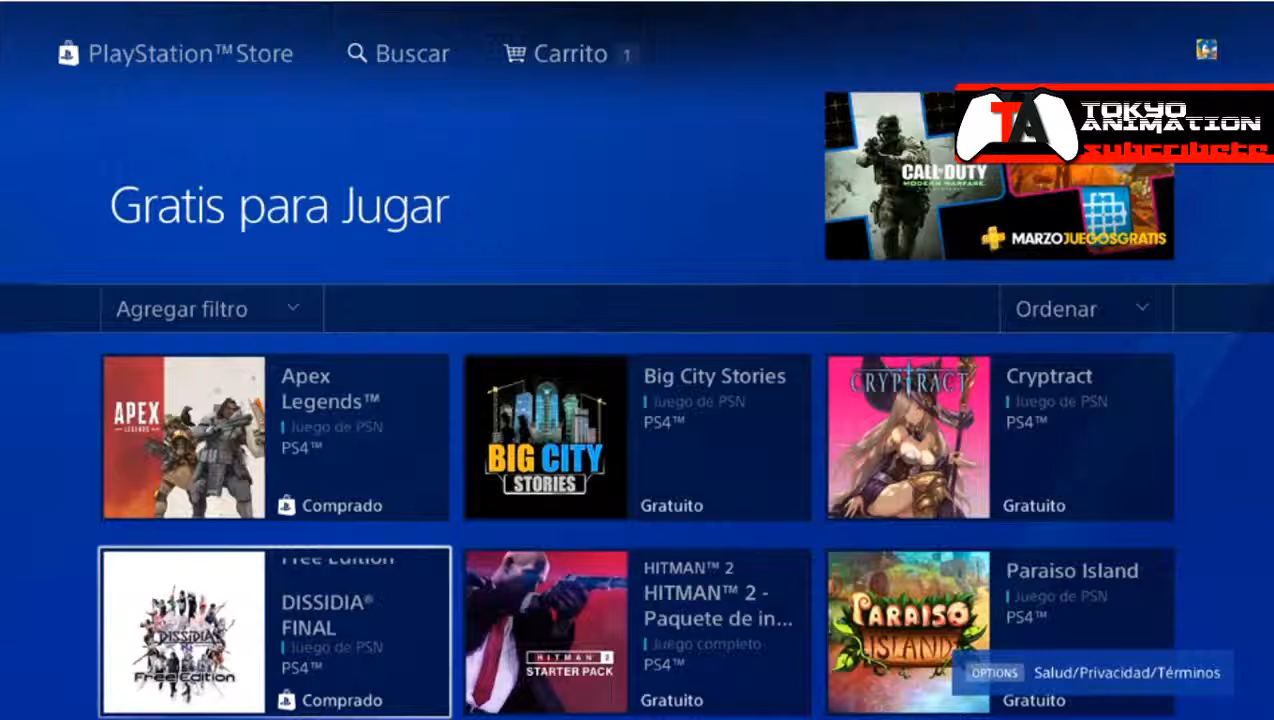 PlayStation™Store
Buscar
Carrito 1
TOKYO
ANIMATION
subscribete
TA
CALL·DUTY
MODERN WARFARE
MARZOJUEGOSGRATIS
Gratis para Jugar
Agregar filtro
Ordenar
APEX
LEGENDS
Apex
Legends™
Juego de PSN
PS4™
Comprado
BIG CITY
STORIES
Big City Stories
Juego de PSN
PS4™
Gratuito
CRYPTRACT
Cryptract
Juego de PSN
PS4™
Gratuito
DISSIDIA
Free Edition
Free Edition
DISSIDIA®
FINAL
Juego de PSN
PS4™
Comprado
HITMAN 2
STARTER PACK
HITMAN™ 2
HITMAN™ 2 -
Paquete de in...
Juego completo
PS4™
Gratuito
PARAISO
ISLAND
Paraiso Island
Juego de PSN
PS4™
Gratuito
OPTIONS Salud/Privacidad/Términos